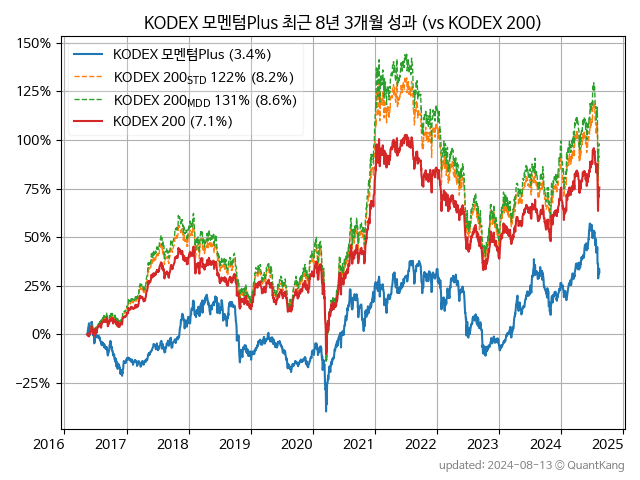 KODEX 모멘텀Plus 최근 8년 3개월 성과 (vs KODEX 200)
KODEX 모멘텀Plus (3.4%)
KODEX 200STD 122% (8.2%)
KODEX 200MDD 131% (8.6%)
KODEX 200 (7.1%)
150%
125%
100%
75%
50%
25%
0%
−25%
2016 2017 2018 2019 2020 2021 2022 2023 2024 2025
updated: 2024-08-13 © QuantKang